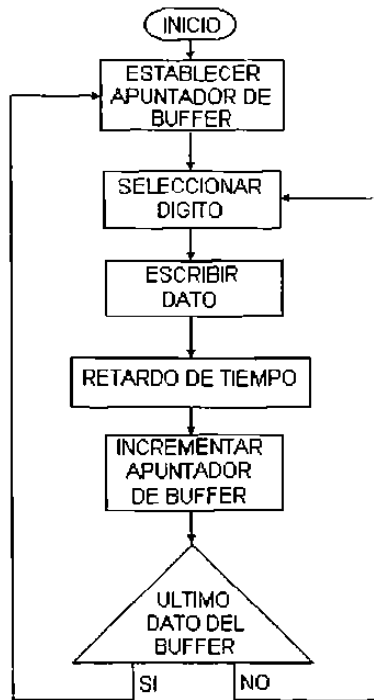 INICIO
ESTABLECER
APUNTADOR DE
BUFFER
SELECCIONAR
DIGITO
ESCRIBIR
DATO
RETARDO DE TIEMPO
INCREMENTAR
APUNTADOR
DE BUFFER
ULTIMO
DATO DEL
BUFFER
SI
NO